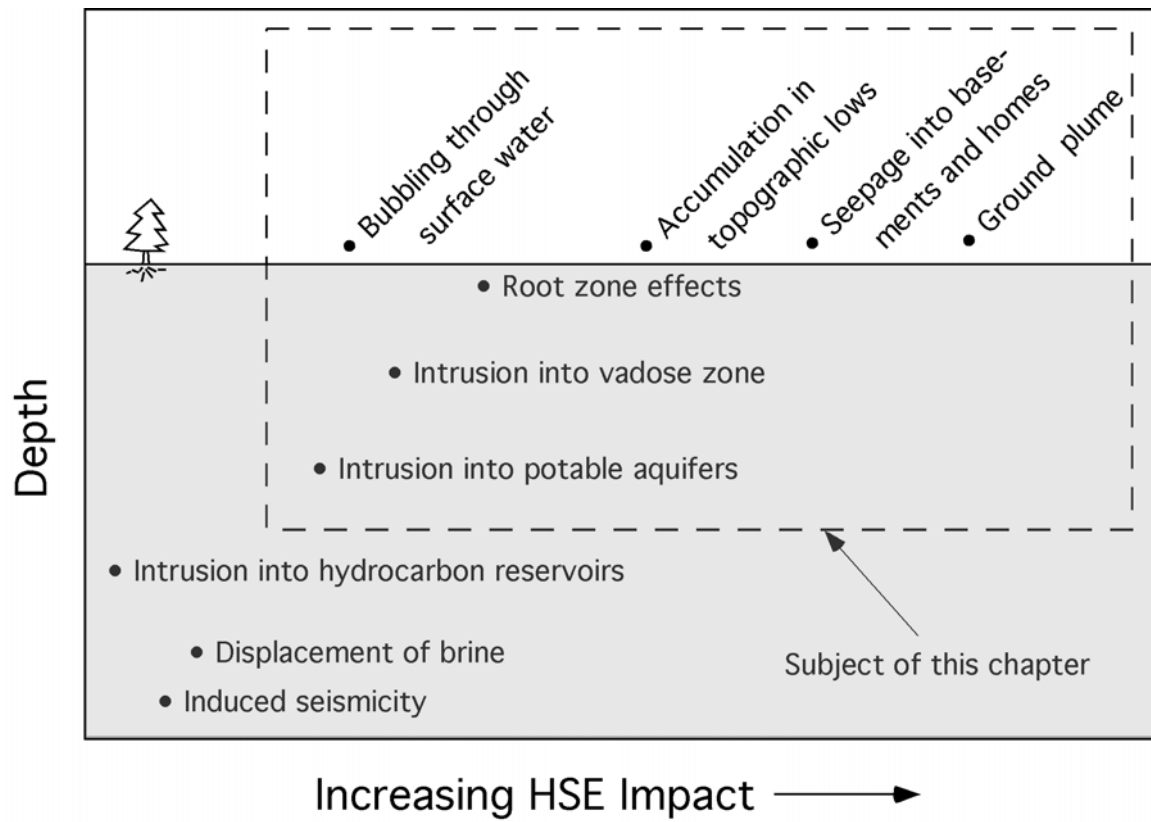 Bubbling through
surface water
Accumulation in
topographic lows
Seepage into base-
ments and homes
Ground plume
Root zone effects
Intrusion into vadose zone
Intrusion into potable aquifers
Intrusion into hydrocarbon reservoirs
Displacement of brine
Induced seismicity
Subject of this chapter
Depth
Increasing HSE Impact